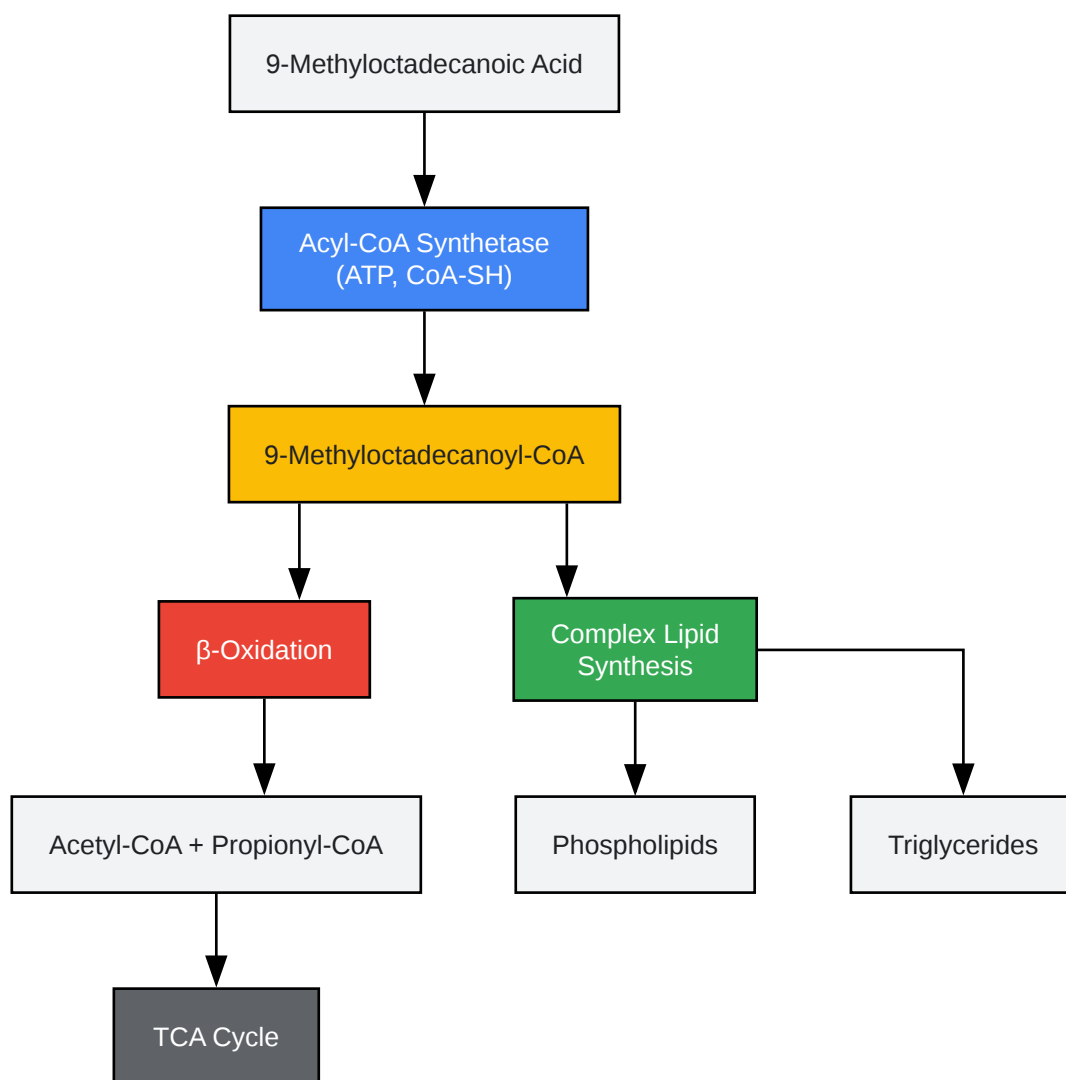 9-Methyloctadecanoic Acid
Acyl-CoA Synthetase
(ATP, CoA-SH)
9-Methyloctadecanoyl-CoA
β-Oxidation
Complex Lipid
Synthesis
Acetyl-CoA + Propionyl-CoA
Phospholipids
Triglycerides
TCA Cycle